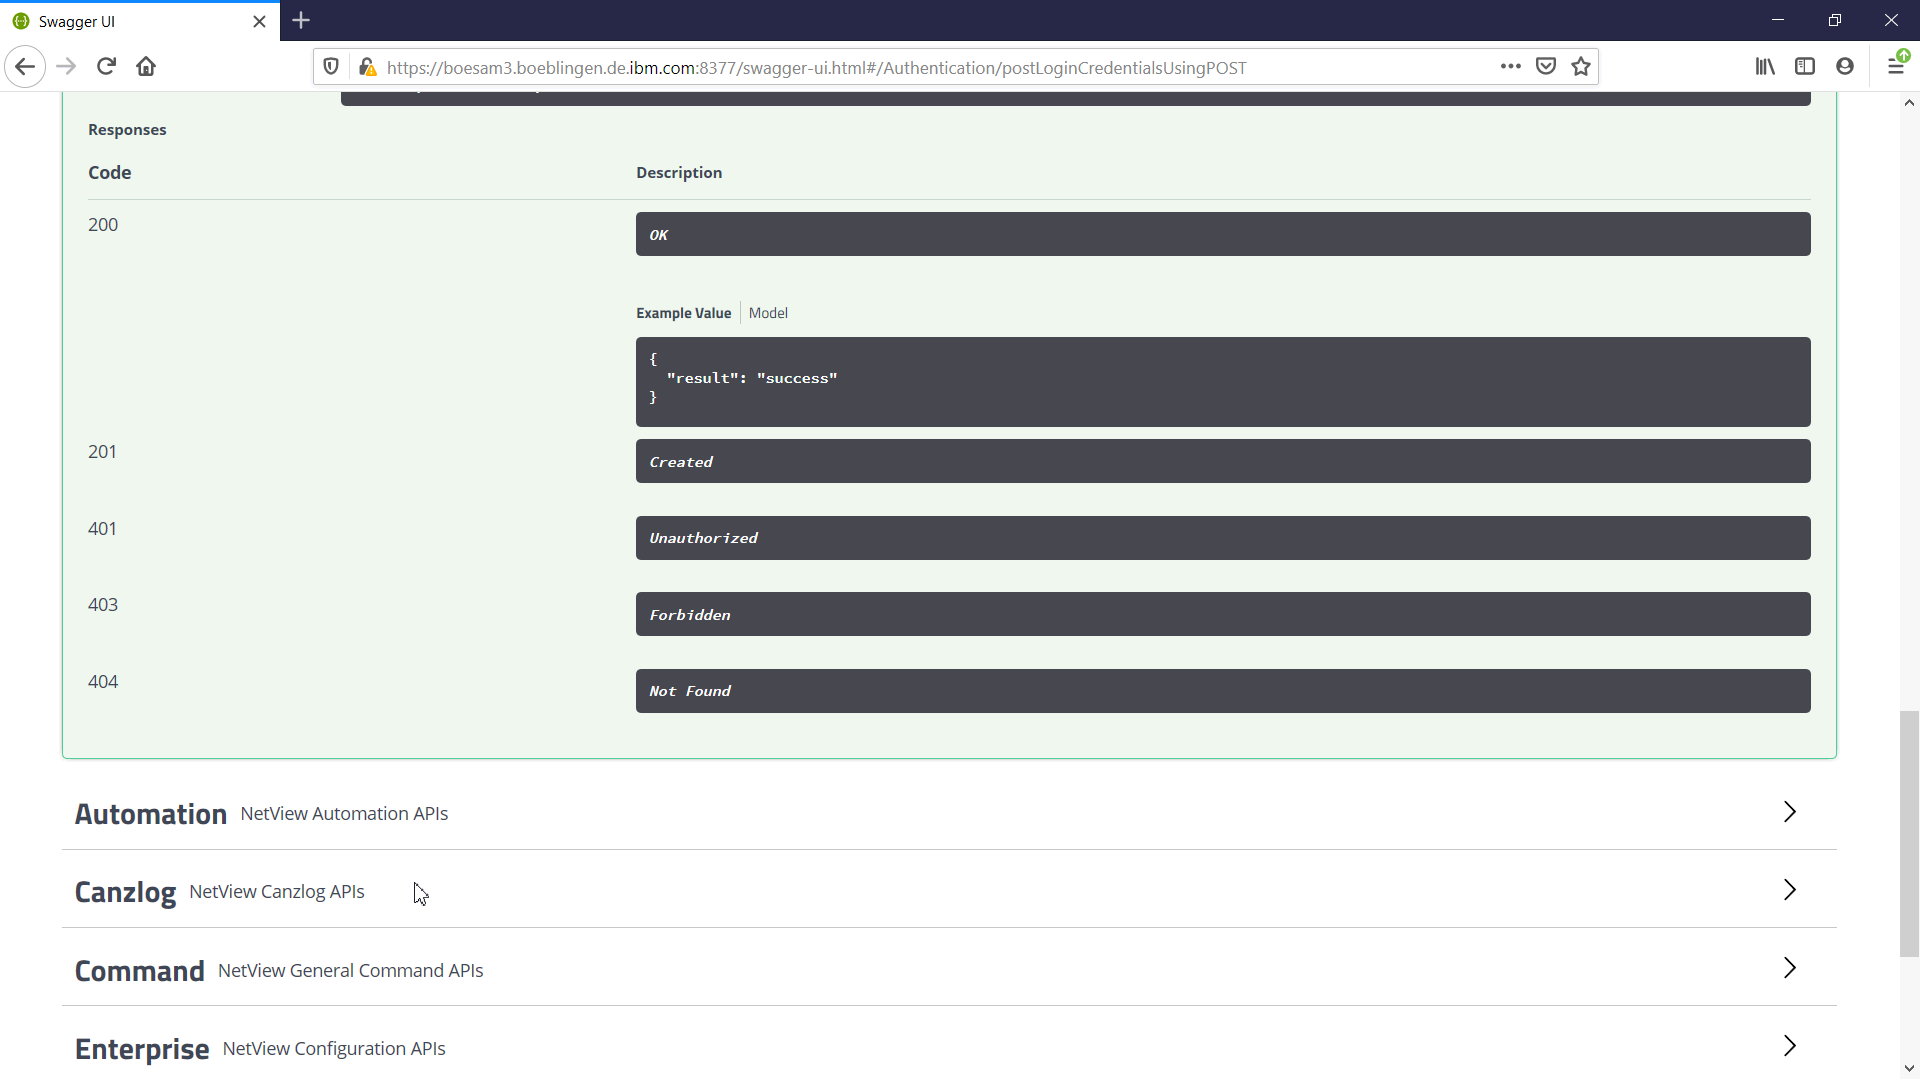 Swagger UI
https://boesam3.boeblingen.de.ibm.com:8377/swagger-ui.html#/Authentication/postLoginCredentialsUsingPOST
Responses
Code Description
200 OK
Example Value Model
{
"result": "success"
}
201 Created
401 Unauthorized
403 Forbidden
404 Not Found
Automation NetView Automation APIs
Canzlog NetView Canzlog APIs
Command NetView General Command APIs
Enterprise NetView Configuration APIs